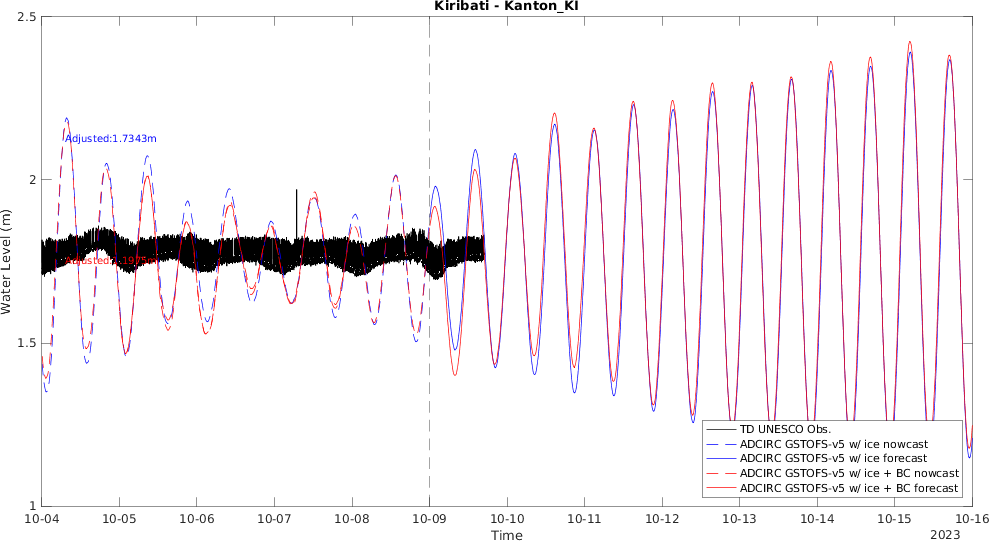 Kiribati - Kanton_KI
2.5
2
1.5
1
Water Level (m)
Adjusted:1.7343m
TD UNESCO Obs.
ADCIRC GSTOFS-v5 w/ ice nowcast
ADCIRC GSTOFS-v5 w/ ice forecast
ADCIRC GSTOFS-v5 w/ ice + BC nowcast
ADCIRC GSTOFS-v5 w/ ice + BC forecast
10-04 10-05 10-06 10-07 10-08 10-09 10-10 10-11 10-12 10-13 10-14 10-15 10-16
Time
2023